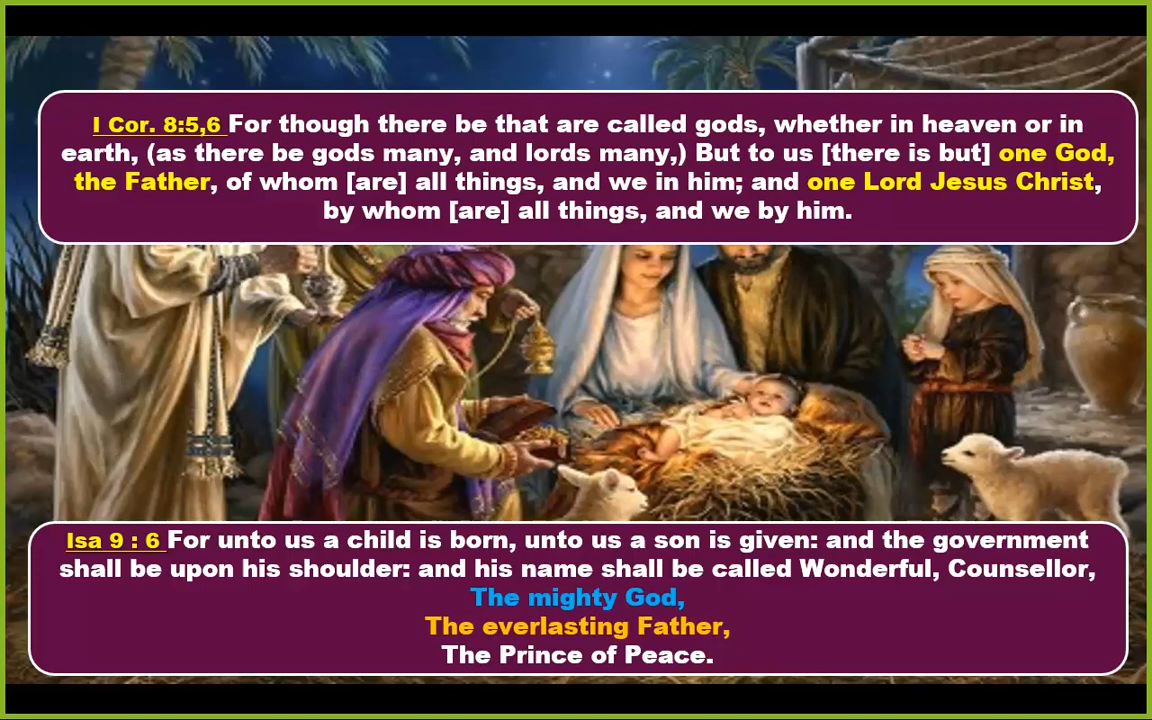 I Cor. 8:5,6 For though there be that are called gods, whether in heaven or in
earth, (as there be gods many, and lords many,) But to us [there is but] one God,
the Father, of whom [are] all things, and we in him; and one Lord Jesus Christ,
by whom [are] all things, and we by him.
Isa 9 : 6 For unto us a child is born, unto us a son is given: and the government
shall be upon his shoulder: and his name shall be called Wonderful, Counsellor,
The mighty God,
The everlasting Father,
The Prince of Peace.